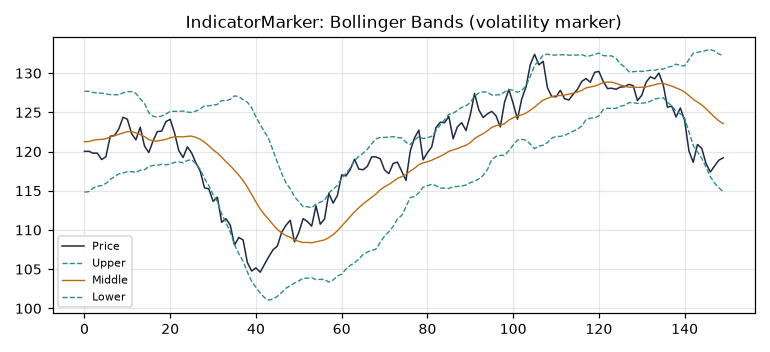 IndicatorMarker: Bollinger Bands (volatility marker)
130
125
120
115
110
105
100
Price
Upper
Middle
Lower
0 20 40 60 80 100 120 140